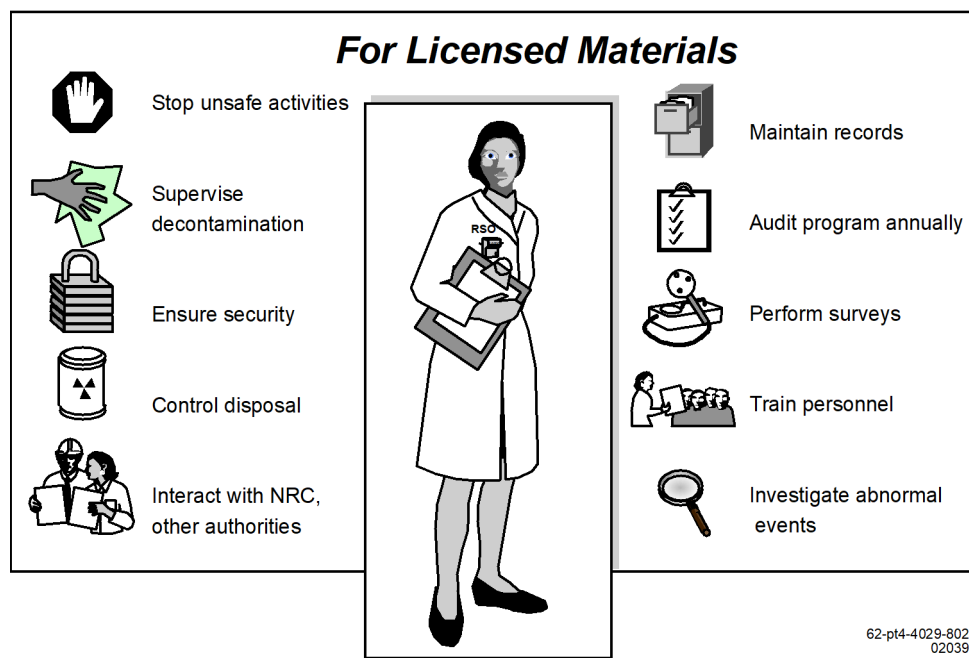 For Licensed Materials
Stop unsafe activities
Supervise
decontamination
Ensure security
Control disposal
Interact with NRC,
other authorities
RSO
Maintain records
Audit program annually
Perform surveys
Train personnel
Investigate abnormal
events
62-pt4-4029-802
02039